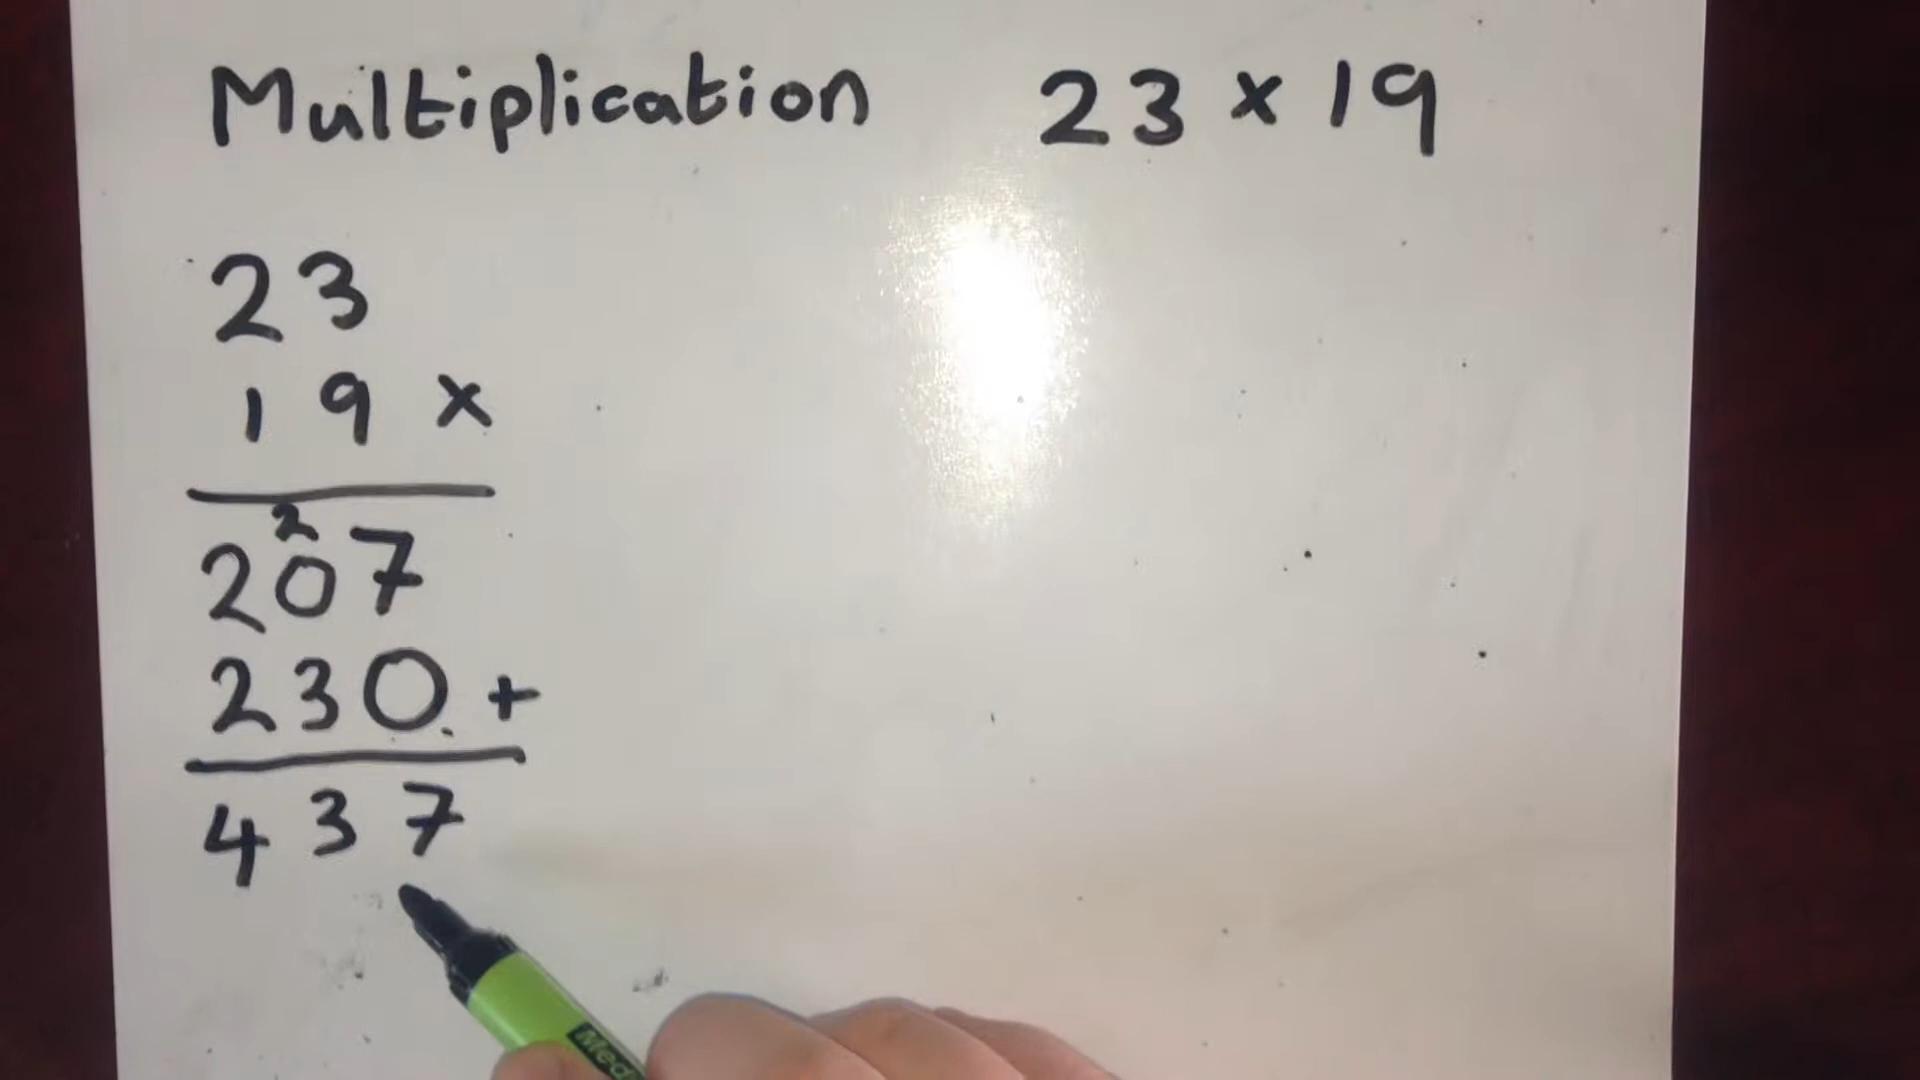 Multiplication 23 x 19
23
19 x
2
207
230 +
437